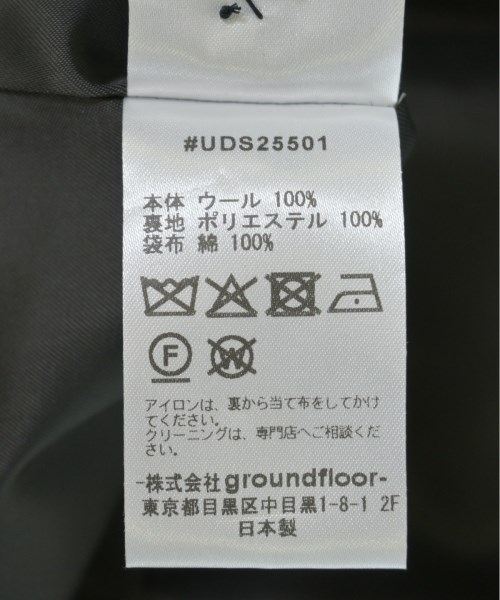 #UDS25501
本体 ウール 100%
裏地 ポリエステル 100%
袋布 綿 100%
F
W
アイロンは、裏から当て布をしてかけ
てください。
クリーニングは、専門店へご相談くだ
さい。
-株式会社groundfloor-
東京都目黒区中目黒1-8-1 2F
日本製